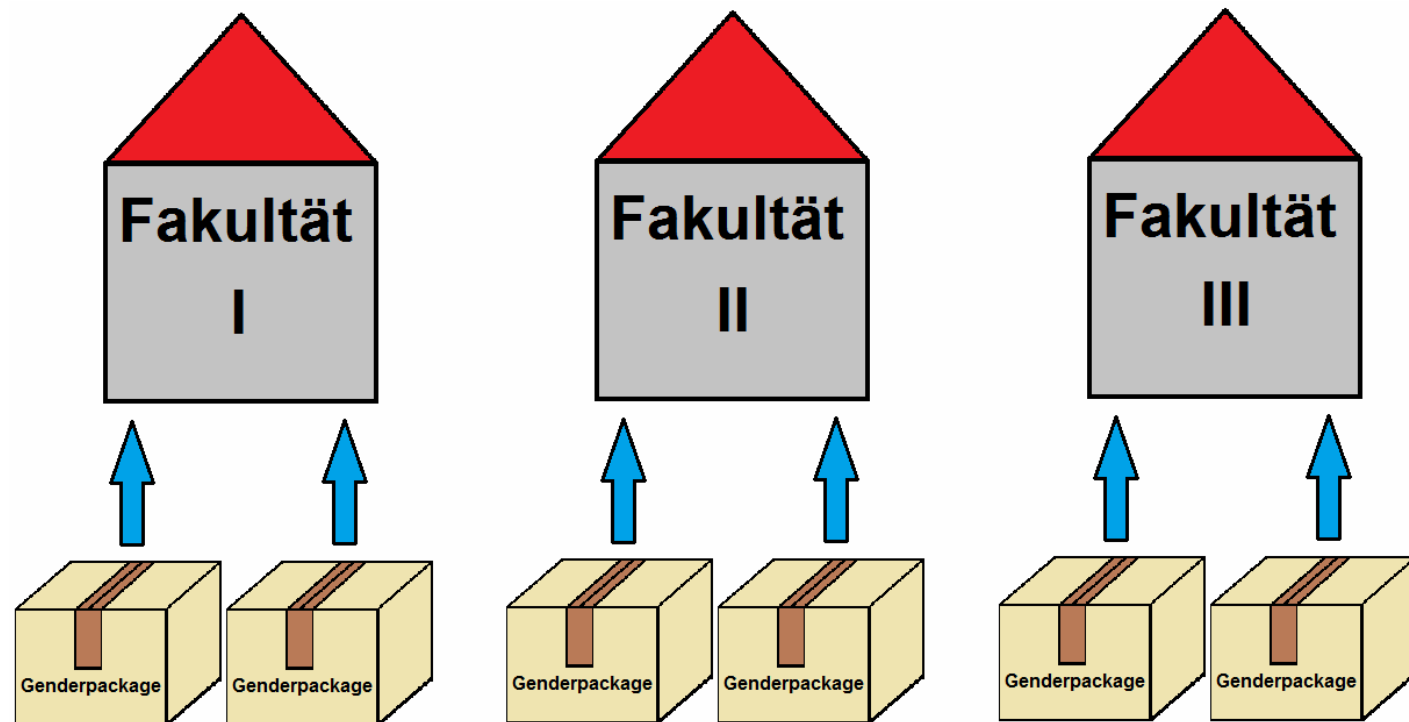 Fakultät
I
Fakultät
II
Fakultät
III
Genderpackage
Genderpackage
Genderpackage
Genderpackage
Genderpackage
Genderpackage